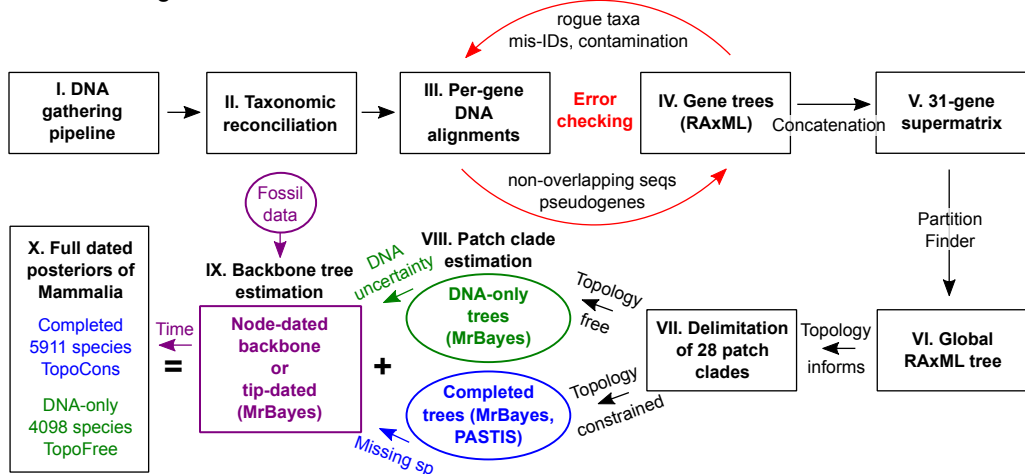 rogue taxa
mis-IDs, contamination
I. DNA
gathering
pipeline
II. Taxonomic
reconciliation
III. Per-gene
DNA
alignments
Error
checking
IV. Gene trees
(RAxML)
Concatenation
V. 31-gene
supermatrix
non-overlapping seqs
pseudogenes
Partition
Finder
VI. Global
RAxML tree
Topology
informs
VII. Delimitation
of 28 patch
clades
Topology
free
Topology
constrained
VIII. Patch clade
estimation
DNA-only
trees
(MrBayes)
Completed
trees (MrBayes,
PASTIS)
DNA
uncertainty
Missing sp
+
Fossil
data
IX. Backbone tree
estimation
Node-dated
backbone
or
tip-dated
(MrBayes)
Time
=
X. Full dated
posteriors of
Mammalia
Completed
5911 species
TopoCons
DNA-only
4098 species
TopoFree